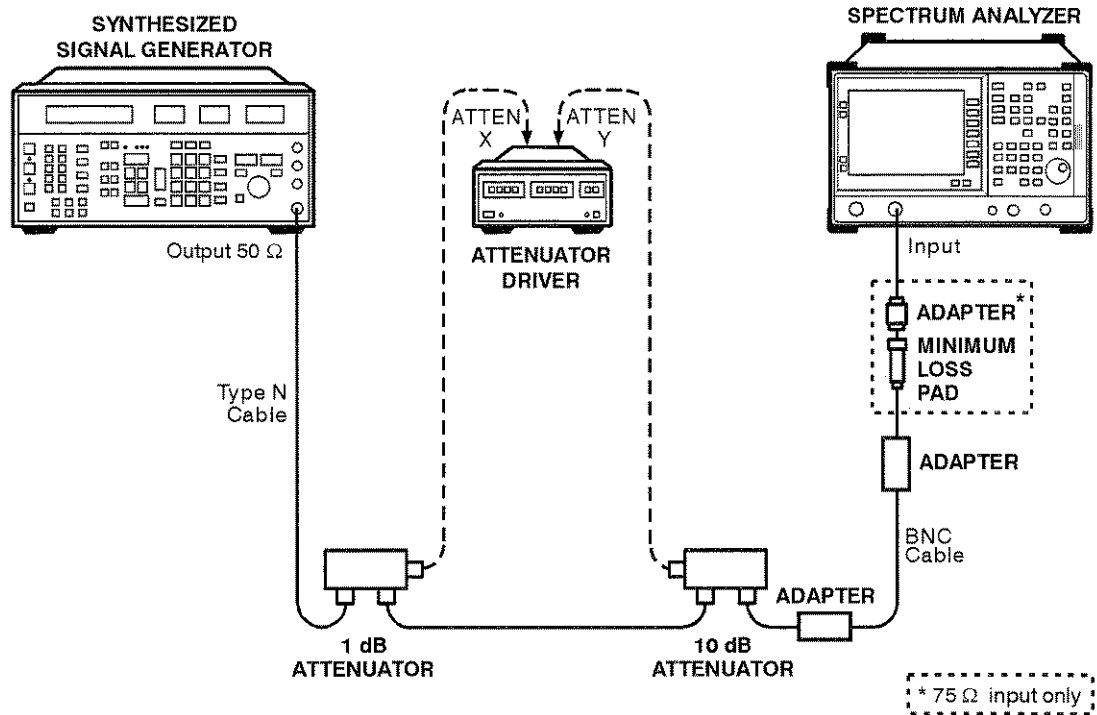 SYNTHESIZED
SIGNAL GENERATOR
SPECTRUM ANALYZER
ATTEN
X
ATTEN
Y
ATTENUATOR
DRIVER
Output 50 Ω
Input
ADAPTER*
MINIMUM
LOSS
PAD
Type N
Cable
ADAPTER
BNC
Cable
ADAPTER
1 dB
ATTENUATOR
10 dB
ATTENUATOR
* 75 Ω input only